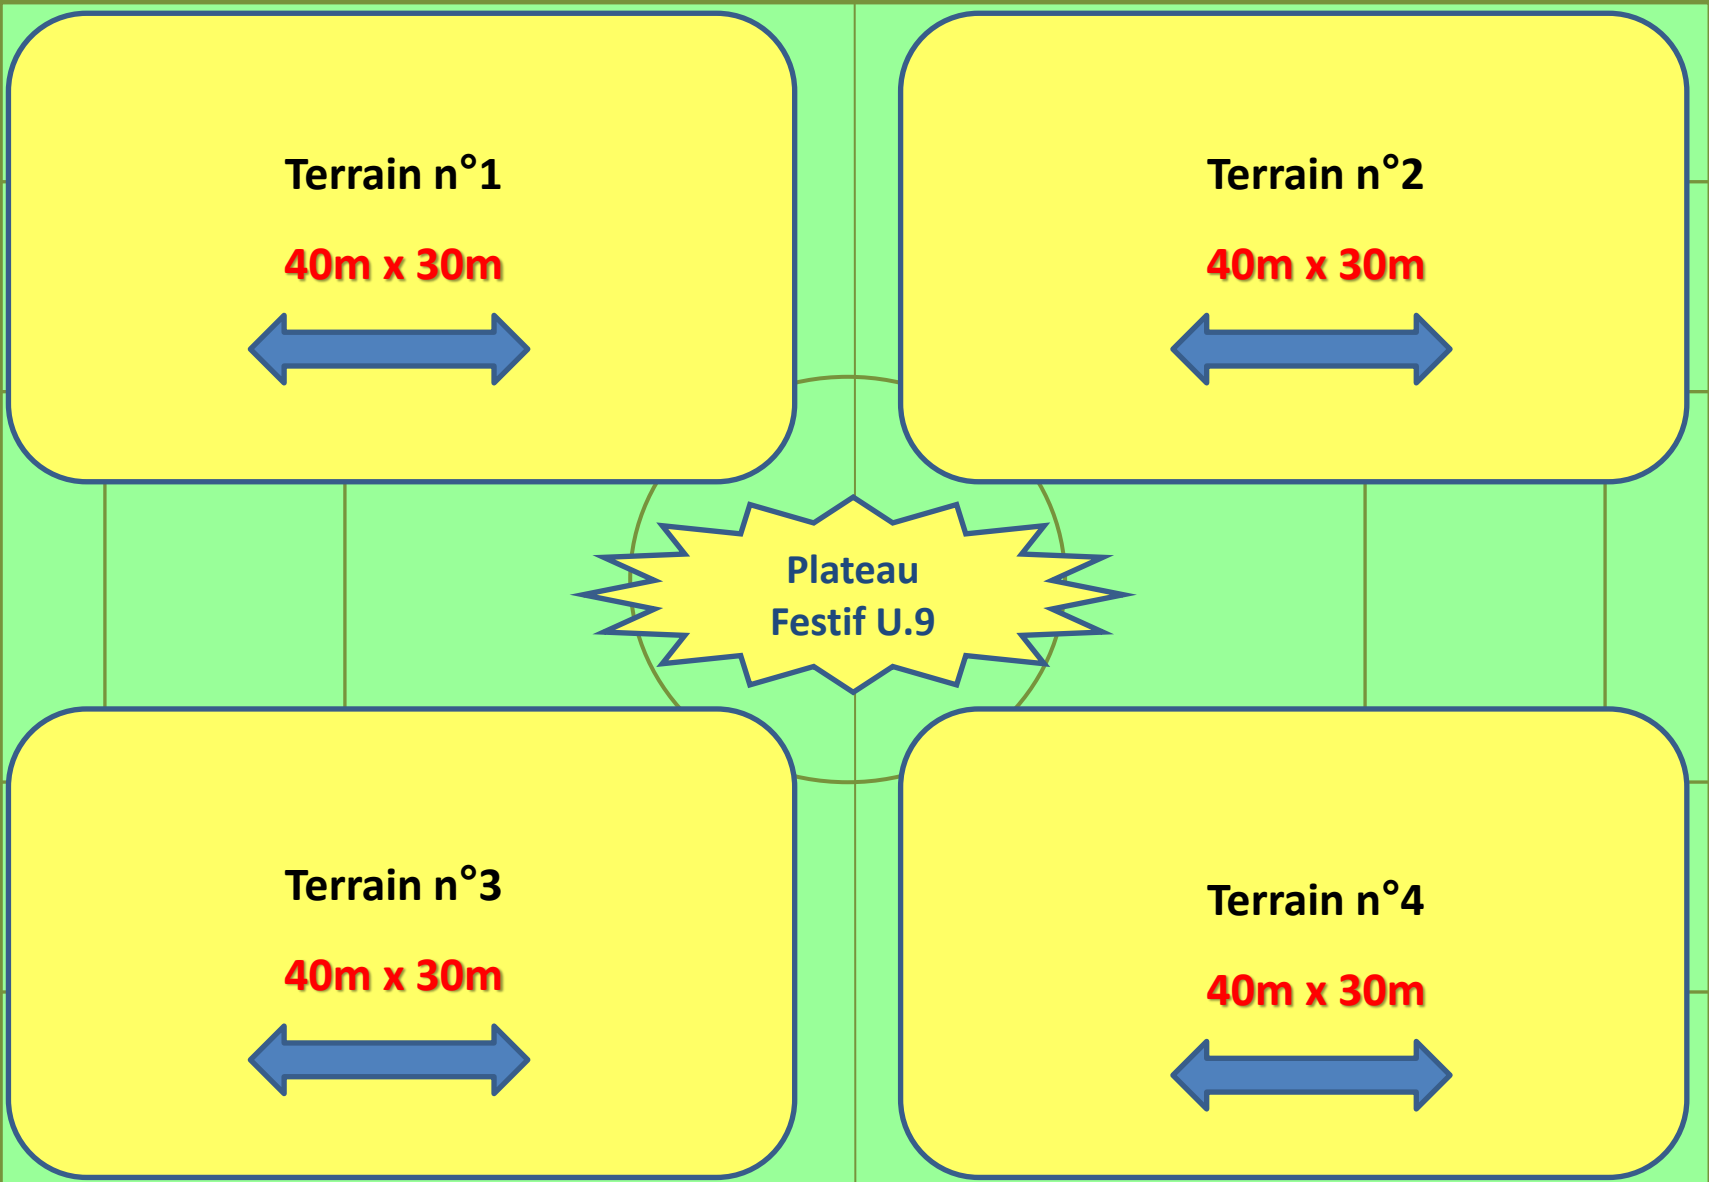 Terrain n°1
40m x 30m
Terrain n°2
40m x 30m
Plateau
Festif U.9
Terrain n°3
40m x 30m
Terrain n°4
40m x 30m